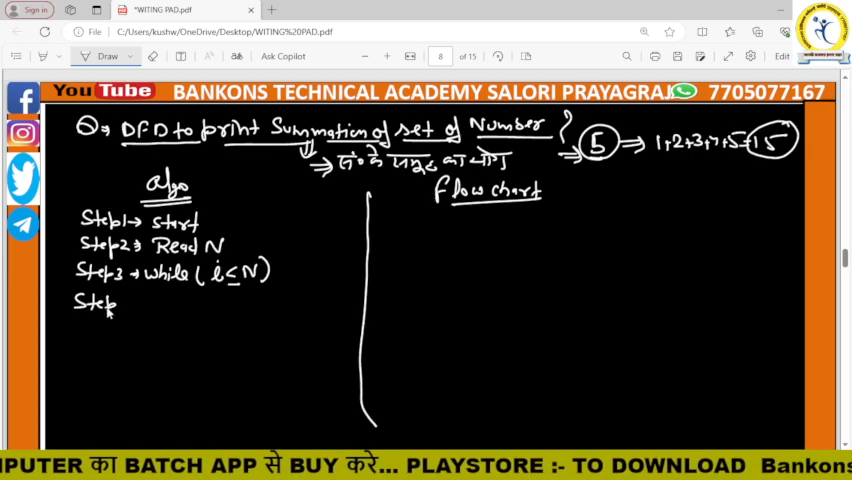 Sign in
*WITING PAD.pdf
File
C:/Users/kushw/OneDrive/Desktop/WITING%20PAD.pdf
Draw
Ask Copilot
8
of 15
Edit
You Tube
BANKONS TECHNICAL ACADEMY SALORI PRAYAGRAJ
7705077167
Q→ DFD to print Summation of set of Number ?
5 ⇒ 1+2+3+4+5=15
⇒ सं० के समूह का योग
algo
flow chart
Step1→ start
Step2→ Read N
Step3→ while ( i ≤ N )
Step
MPUTER का BATCH APP से BUY करे... PLAYSTORE :- TO DOWNLOAD Bankons